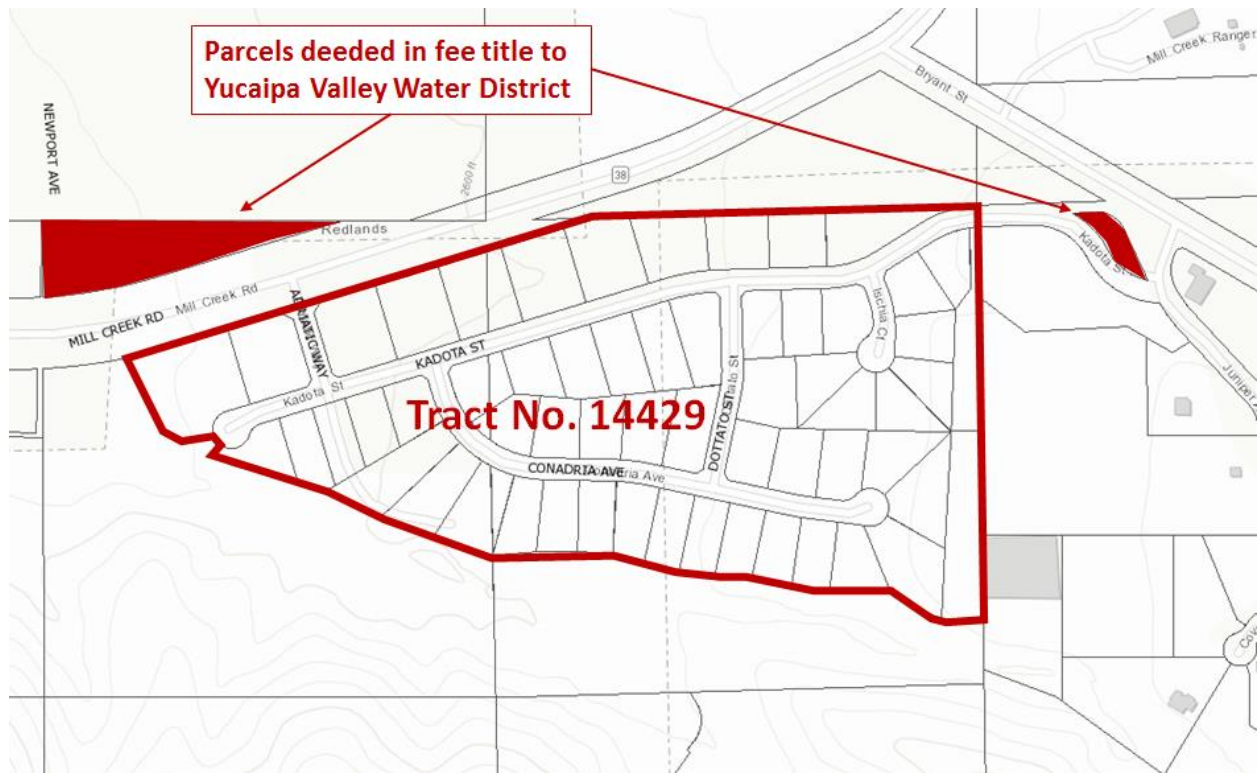 Parcels deeded in fee title to
Yucaipa Valley Water District
Mill Creek Ranger
Bryant St
NEWPORT AVE
2600 ft
38
Redlands
Kadota St
Mill Creek Rd
MILL CREEK RD
ADRIATIC WAY
Ischia Ct
KADOTA ST
Kadota St
Juniper
Tract No. 14429
DOTTATO ST
CONADRIA AVE